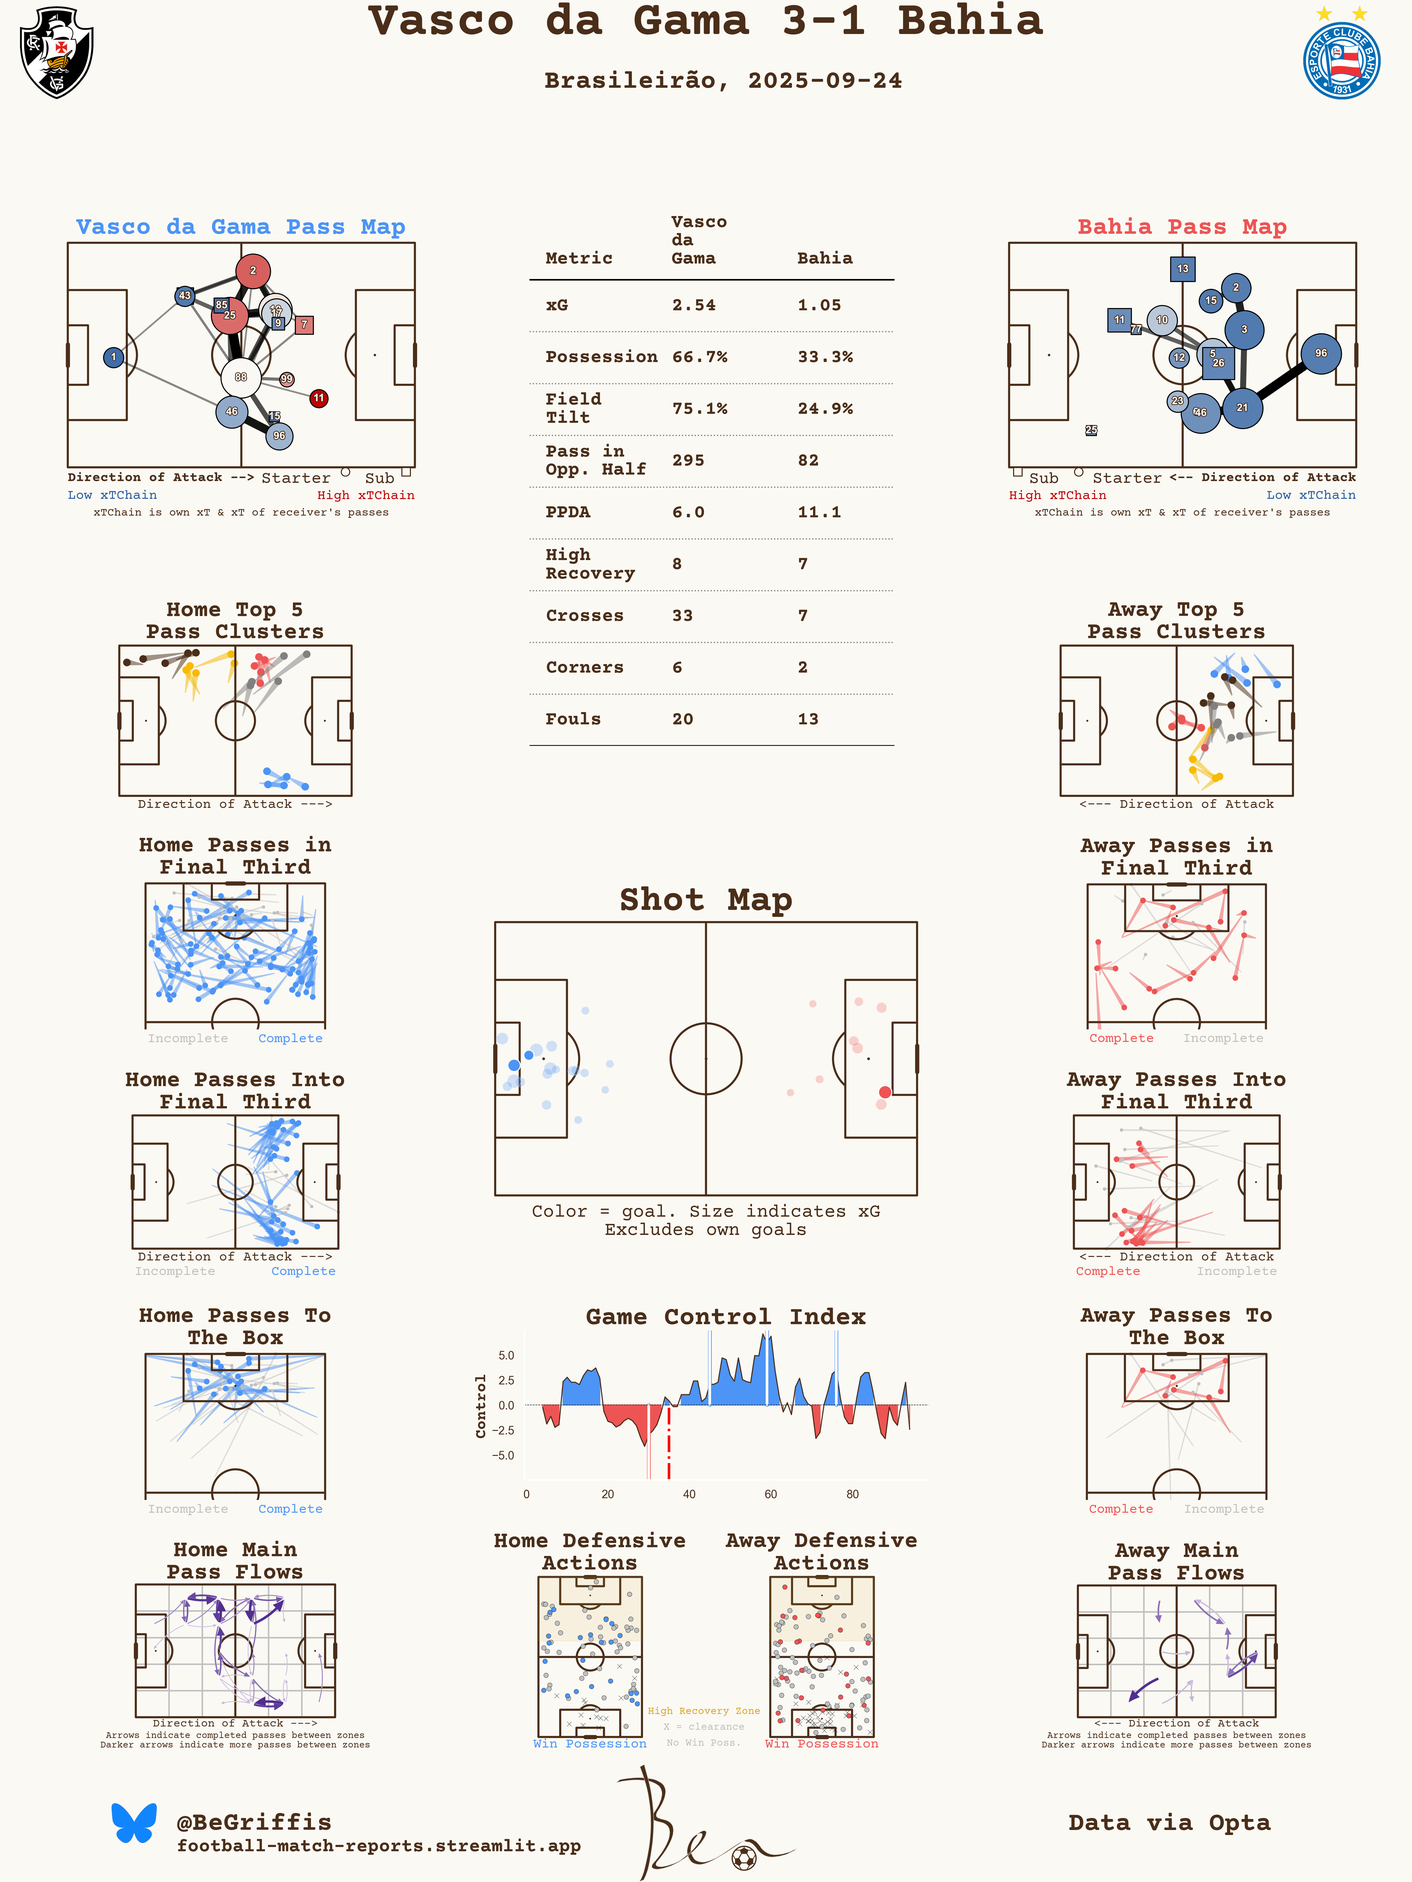 Vasco da Gama 3-1 Bahia
Brasileirão, 2025-09-24
ESPORTE CLUBE BAHIA
1931
Vasco da Gama Pass Map
2
43
85
25
9
7
1
88
99
11
46
15
96
Direction of Attack --> Starter Sub
Low xTChain High xTChain
xTChain is own xT & xT of receiver's passes
Metric Vasco da Gama Bahia
xG 2.54 1.05
Possession 66.7% 33.3%
Field Tilt 75.1% 24.9%
Pass in Opp. Half 295 82
PPDA 6.0 11.1
High Recovery 8 7
Crosses 33 7
Corners 6 2
Fouls 20 13
Bahia Pass Map
13
2
15
11
77
10
3
12
5
26
96
23
46
21
25
Sub Starter <-- Direction of Attack
High xTChain Low xTChain
xTChain is own xT & xT of receiver's passes
Home Top 5
Pass Clusters
Direction of Attack --->
Away Top 5
Pass Clusters
<--- Direction of Attack
Home Passes in
Final Third
Incomplete Complete
Away Passes in
Final Third
Complete Incomplete
Shot Map
Color = goal. Size indicates xG
Excludes own goals
Home Passes Into
Final Third
Direction of Attack --->
Incomplete Complete
Away Passes Into
Final Third
<--- Direction of Attack
Complete Incomplete
Home Passes To
The Box
Incomplete Complete
Game Control Index
Control
5.0
2.5
0.0
−2.5
−5.0
0 20 40 60 80
Away Passes To
The Box
Complete Incomplete
Home Main
Pass Flows
Direction of Attack --->
Arrows indicate completed passes between zones
Darker arrows indicate more passes between zones
Home Defensive
Actions
Win Possession
High Recovery Zone
X = clearance
No Win Poss.
Away Defensive
Actions
Win Possession
Away Main
Pass Flows
<--- Direction of Attack
Arrows indicate completed passes between zones
Darker arrows indicate more passes between zones
@BeGriffis
football-match-reports.streamlit.app
Ben
Data via Opta